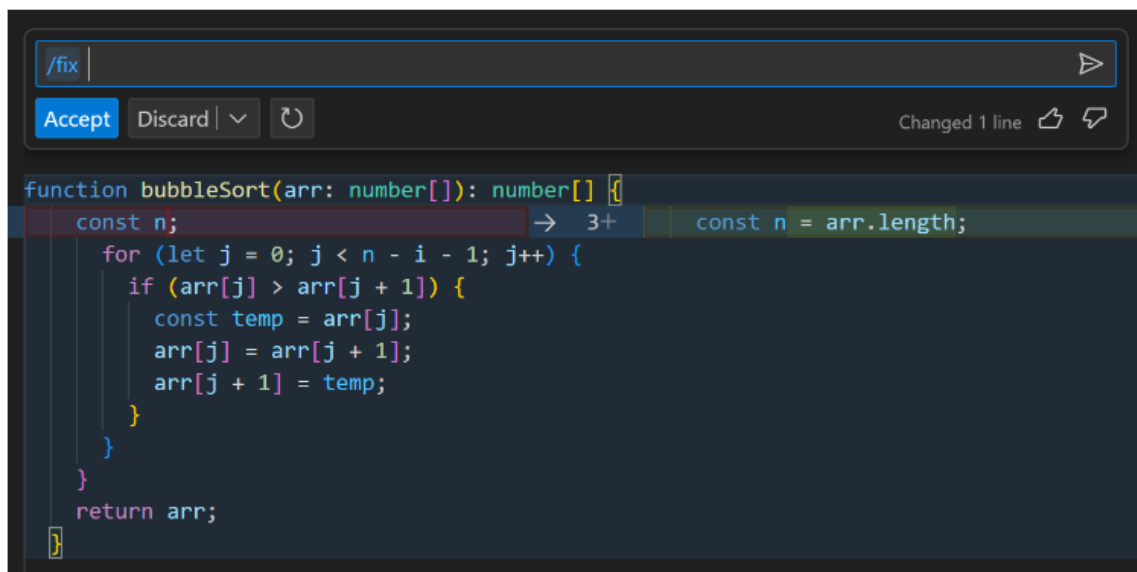 /fix
Accept Discard Changed 1 line
function bubbleSort(arr: number[]): number[] {
const n; → 3+ const n = arr.length;
for (let j = 0; j < n - i - 1; j++) {
if (arr[j] > arr[j + 1]) {
const temp = arr[j];
arr[j] = arr[j + 1];
arr[j + 1] = temp;
}
}
}
return arr;
}